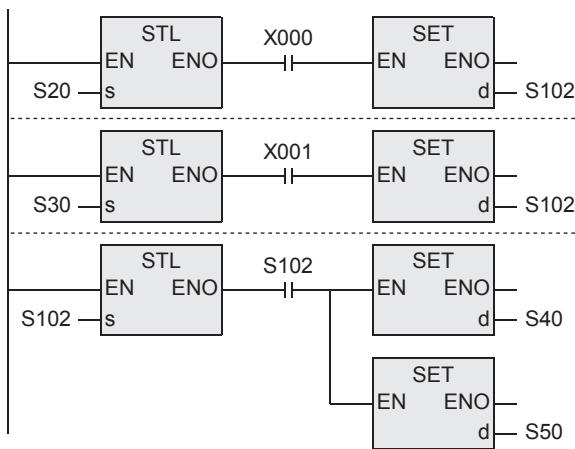 STL X000 SET
EN ENO EN ENO
S20 s d S102
STL X001 SET
EN ENO EN ENO
S30 s d S102
STL S102 SET
EN ENO EN ENO
S102 s d S40
SET
EN ENO
d S50